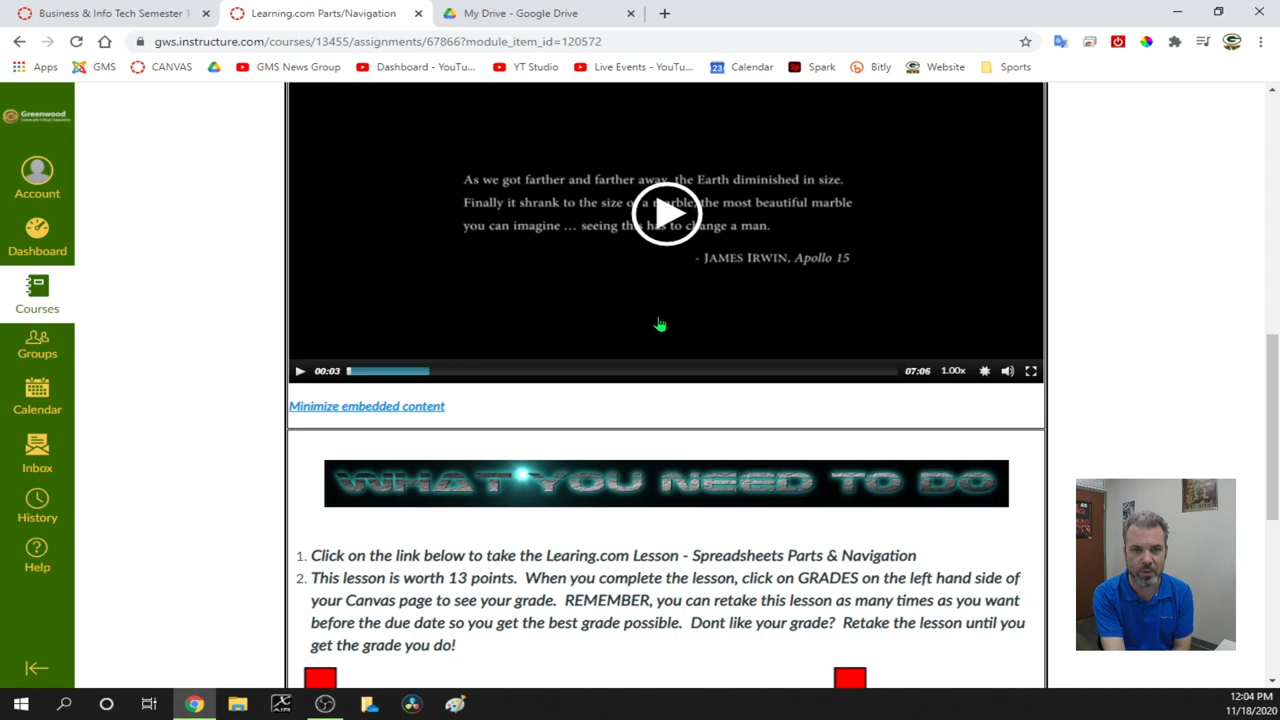 Business & Info Tech Semester 1
Learning.com Parts/Navigation
My Drive - Google Drive
gws.instructure.com/courses/13455/assignments/67866?module_item_id=120572
Apps
GMS
CANVAS
GMS News Group
Dashboard - YouTu...
YT Studio
Live Events - YouTu...
23
Calendar
Sp
Spark
Bitly
Website
Sports
Greenwood
Account
Dashboard
Courses
Groups
Calendar
Inbox
History
Help
As we got farther and farther away, the Earth diminished in size.
Finally it shrank to the size of a marble, the most beautiful marble
you can imagine ... seeing this has to change a man.
- JAMES IRWIN, Apollo 15
00:03
07:06
1.00x
Minimize embedded content
WHAT YOU NEED TO DO
1. Click on the link below to take the Learing.com Lesson - Spreadsheets Parts & Navigation
2. This lesson is worth 13 points. When you complete the lesson, click on GRADES on the left hand side of
your Canvas page to see your grade. REMEMBER, you can retake this lesson as many times as you want
before the due date so you get the best grade possible. Dont like your grade? Retake the lesson until you
get the grade you do!
12:04 PM
11/18/2020